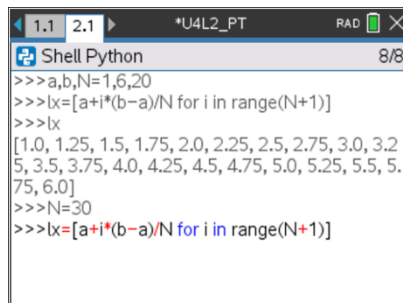 1.1 2.1 *U4L2_PT RAD
Shell Python 8/8
>>>a,b,N=1,6,20
>>>lx=[a+i*(b-a)/N for i in range(N+1)]
>>>lx
[1.0, 1.25, 1.5, 1.75, 2.0, 2.25, 2.5, 2.75, 3.0, 3.2
5, 3.5, 3.75, 4.0, 4.25, 4.5, 4.75, 5.0, 5.25, 5.5, 5.
75, 6.0]
>>>N=30
>>>lx=[a+i*(b-a)/N for i in range(N+1)]